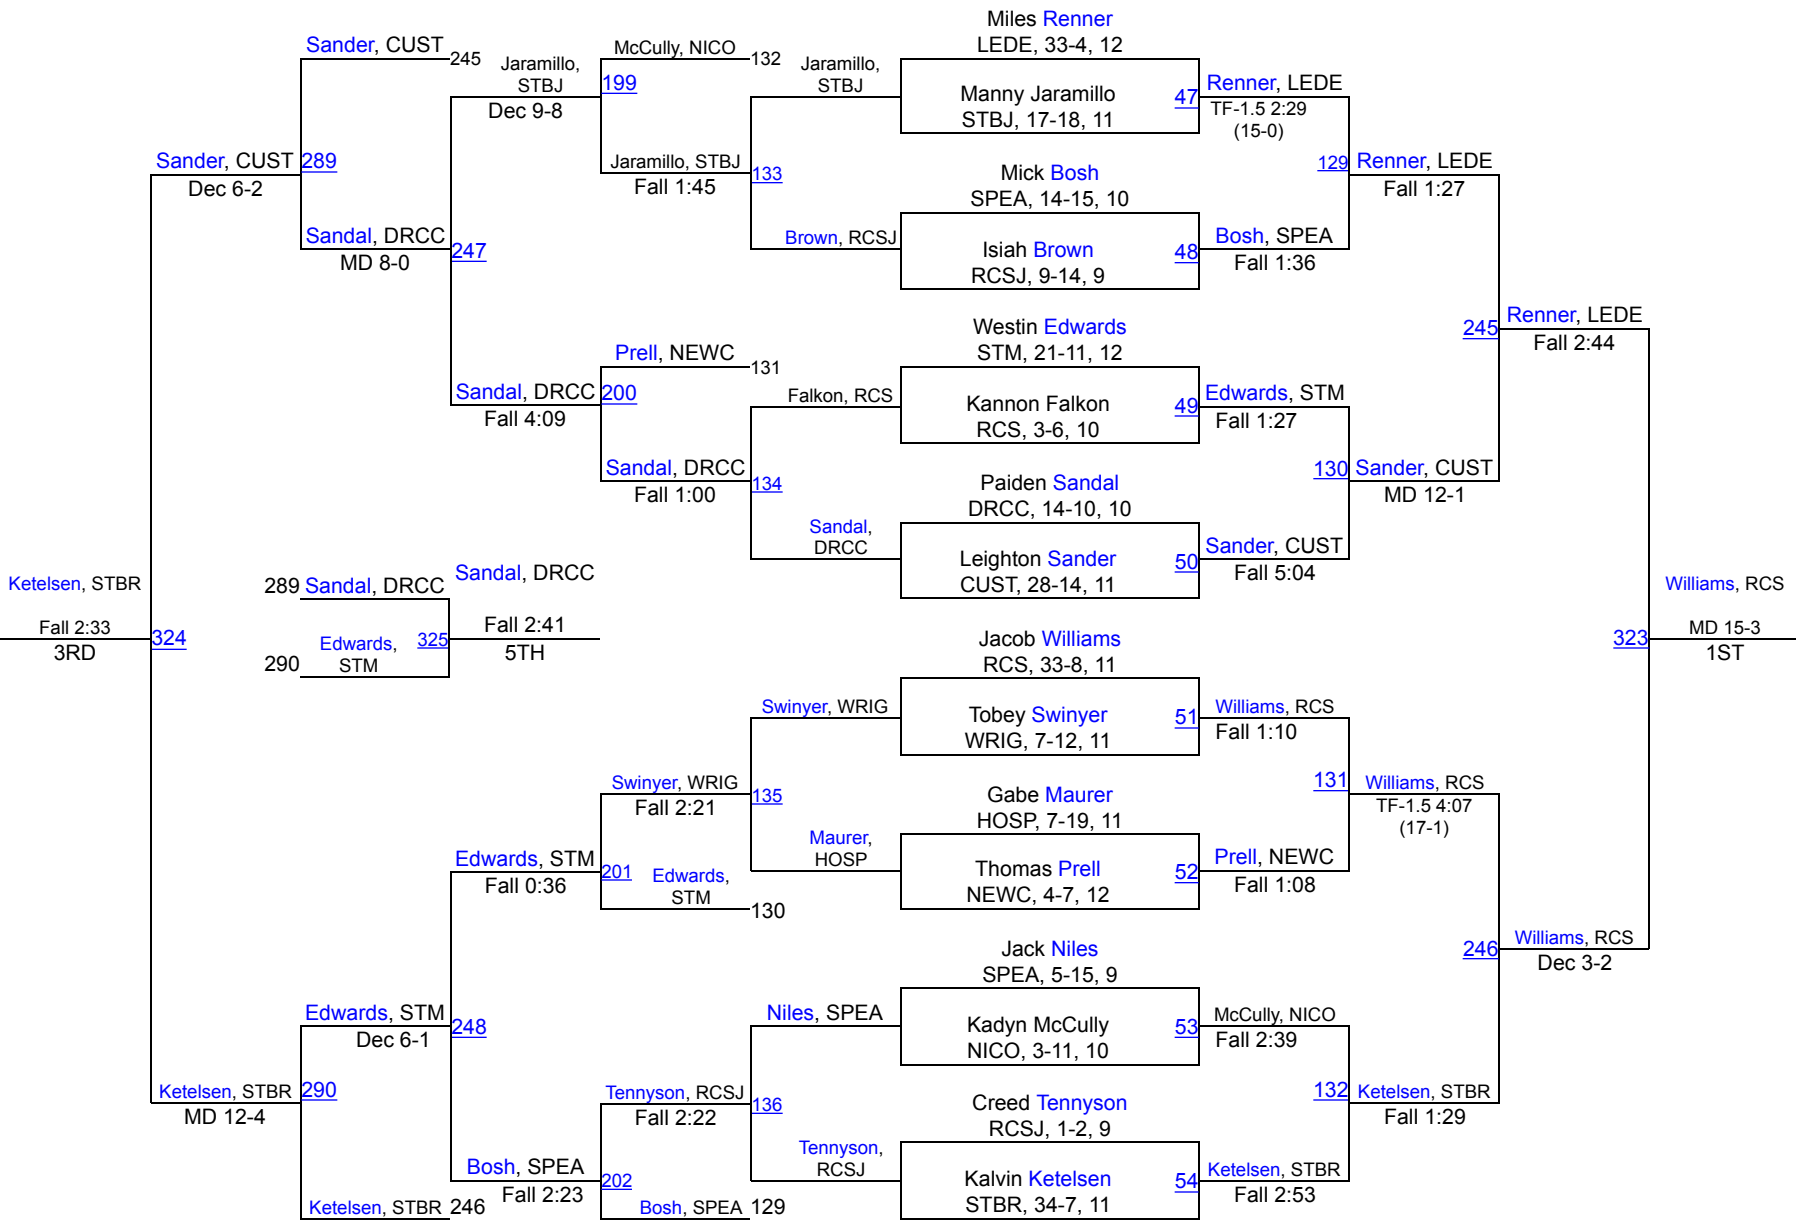 Miles Renner
LEDE, 33-4, 12
Sander, CUST
245
McCully, NICO
132
Jaramillo,
STBJ
Dec 9-8
199
Jaramillo,
STBJ
Manny Jaramillo
STBJ, 17-18, 11
47
Renner, LEDE
TF-1.5 2:29
(15-0)
Sander, CUST
Dec 6-2
289
Jaramillo, STBJ
Fall 1:45
133
Mick Bosh
SPEA, 14-15, 10
129
Renner, LEDE
Fall 1:27
Sandal, DRCC
MD 8-0
247
Brown, RCSJ
Isiah Brown
RCSJ, 9-14, 9
48
Bosh, SPEA
Fall 1:36
Westin Edwards
STM, 21-11, 12
245
Renner, LEDE
Fall 2:44
Prell, NEWC
131
Sandal, DRCC
Fall 4:09
200
Falkon, RCS
Kannon Falkon
RCS, 3-6, 10
49
Edwards, STM
Fall 1:27
Sandal, DRCC
Fall 1:00
134
Paiden Sandal
DRCC, 14-10, 10
130
Sander, CUST
MD 12-1
Sandal,
DRCC
Leighton Sander
CUST, 28-14, 11
50
Sander, CUST
Fall 5:04
Ketelsen, STBR
Fall 2:33
3RD
324
289
Sandal, DRCC
Sandal, DRCC
290
Edwards,
STM
325
Fall 2:41
5TH
Jacob Williams
RCS, 33-8, 11
323
Williams, RCS
MD 15-3
1ST
Swinyer, WRIG
Tobey Swinyer
WRIG, 7-12, 11
51
Williams, RCS
Fall 1:10
Swinyer, WRIG
Fall 2:21
135
Gabe Maurer
HOSP, 7-19, 11
131
Williams, RCS
TF-1.5 4:07
(17-1)
Maurer,
HOSP
Thomas Prell
NEWC, 4-7, 12
52
Prell, NEWC
Fall 1:08
Edwards, STM
Fall 0:36
201
Edwards,
STM
130
Jack Niles
SPEA, 5-15, 9
246
Williams, RCS
Dec 3-2
Edwards, STM
Dec 6-1
248
Niles, SPEA
Kadyn McCully
NICO, 3-11, 10
53
McCully, NICO
Fall 2:39
Ketelsen, STBR
MD 12-4
290
Tennyson, RCSJ
Fall 2:22
136
Creed Tennyson
RCSJ, 1-2, 9
132
Ketelsen, STBR
Fall 1:29
Bosh, SPEA
Fall 2:23
202
Tennyson,
RCSJ
Kalvin Ketelsen
STBR, 34-7, 11
54
Ketelsen, STBR
Fall 2:53
Ketelsen, STBR
246
Bosh, SPEA
129